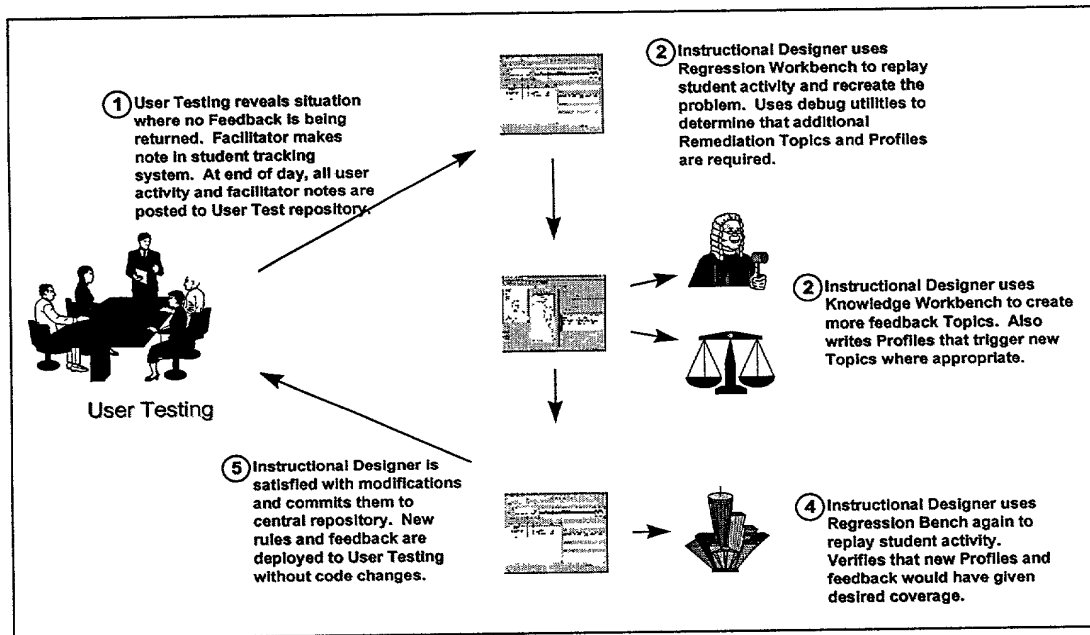 1 User Testing reveals situation
where no Feedback is being
returned. Facilitator makes
note in student tracking
system. At end of day, all user
activity and facilitator notes are
posted to User Test repository.
User Testing
2 Instructional Designer uses
Regression Workbench to replay
student activity and recreate the
problem. Uses debug utilities to
determine that additional
Remediation Topics and Profiles
are required.
2 Instructional Designer uses
Knowledge Workbench to create
more feedback Topics. Also
writes Profiles that trigger new
Topics where appropriate.
4 Instructional Designer uses
Regression Bench again to
replay student activity.
Verifies that new Profiles and
feedback would have given
desired coverage.
5 Instructional Designer is
satisfied with modifications
and commits them to
central repository. New
rules and feedback are
deployed to User Testing
without code changes.